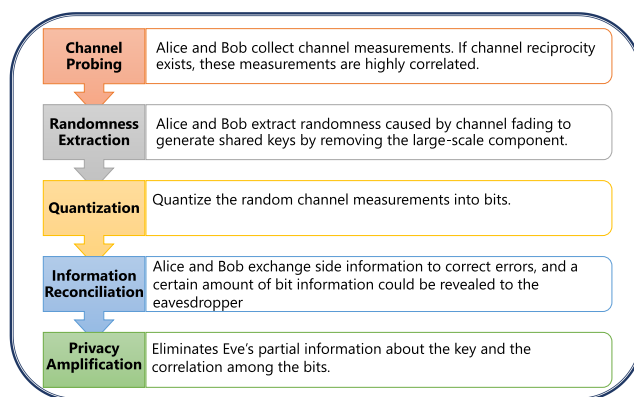 Channel
Probing
Alice and Bob collect channel measurements. If channel reciprocity
exists, these measurements are highly correlated.
Randomness
Extraction
Alice and Bob extract randomness caused by channel fading to
generate shared keys by removing the large-scale component.
Quantization
Quantize the random channel measurements into bits.
Information
Reconciliation
Alice and Bob exchange side information to correct errors, and a
certain amount of bit information could be revealed to the
eavesdropper
Privacy
Amplification
Eliminates Eve's partial information about the key and the
correlation among the bits.